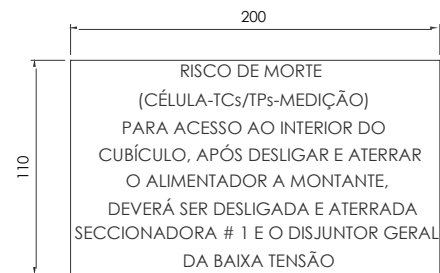 200
110
RISCO DE MORTE
(CÉLULA-TCs/TPs-MEDIÇÃO)
PARA ACESSO AO INTERIOR DO
CUBÍCULO, APÓS DESLIGAR E ATERRAR
O ALIMENTADOR A MONTANTE,
DEVERÁ SER DESLIGADA E ATERRADA
SECCIONADORA # 1 E O DISJUNTOR GERAL
DA BAIXA TENSÃO